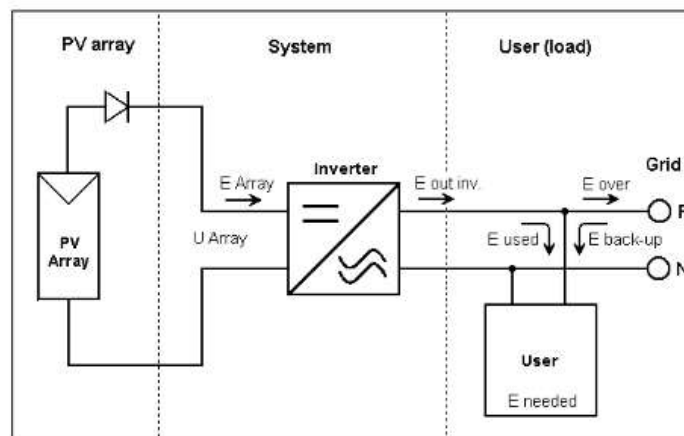 PV array
System
User (load)
Inverter
Grid
E Array
E out inv.
E over
PV
Array
U Array
E used
E back-up
N
User
E needed